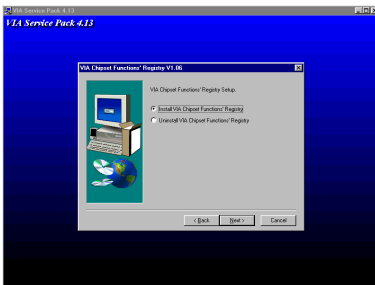 VIA Service Pack 4.13
VIA Service Pack 4.13
VIA Chipset Functions' Registry V1.06
VIA Chipset Functions' Registry Setup.
Install VIA Chipset Functions' Registry
Uninstall VIA Chipset Functions' Registry
< Back
Next >
Cancel